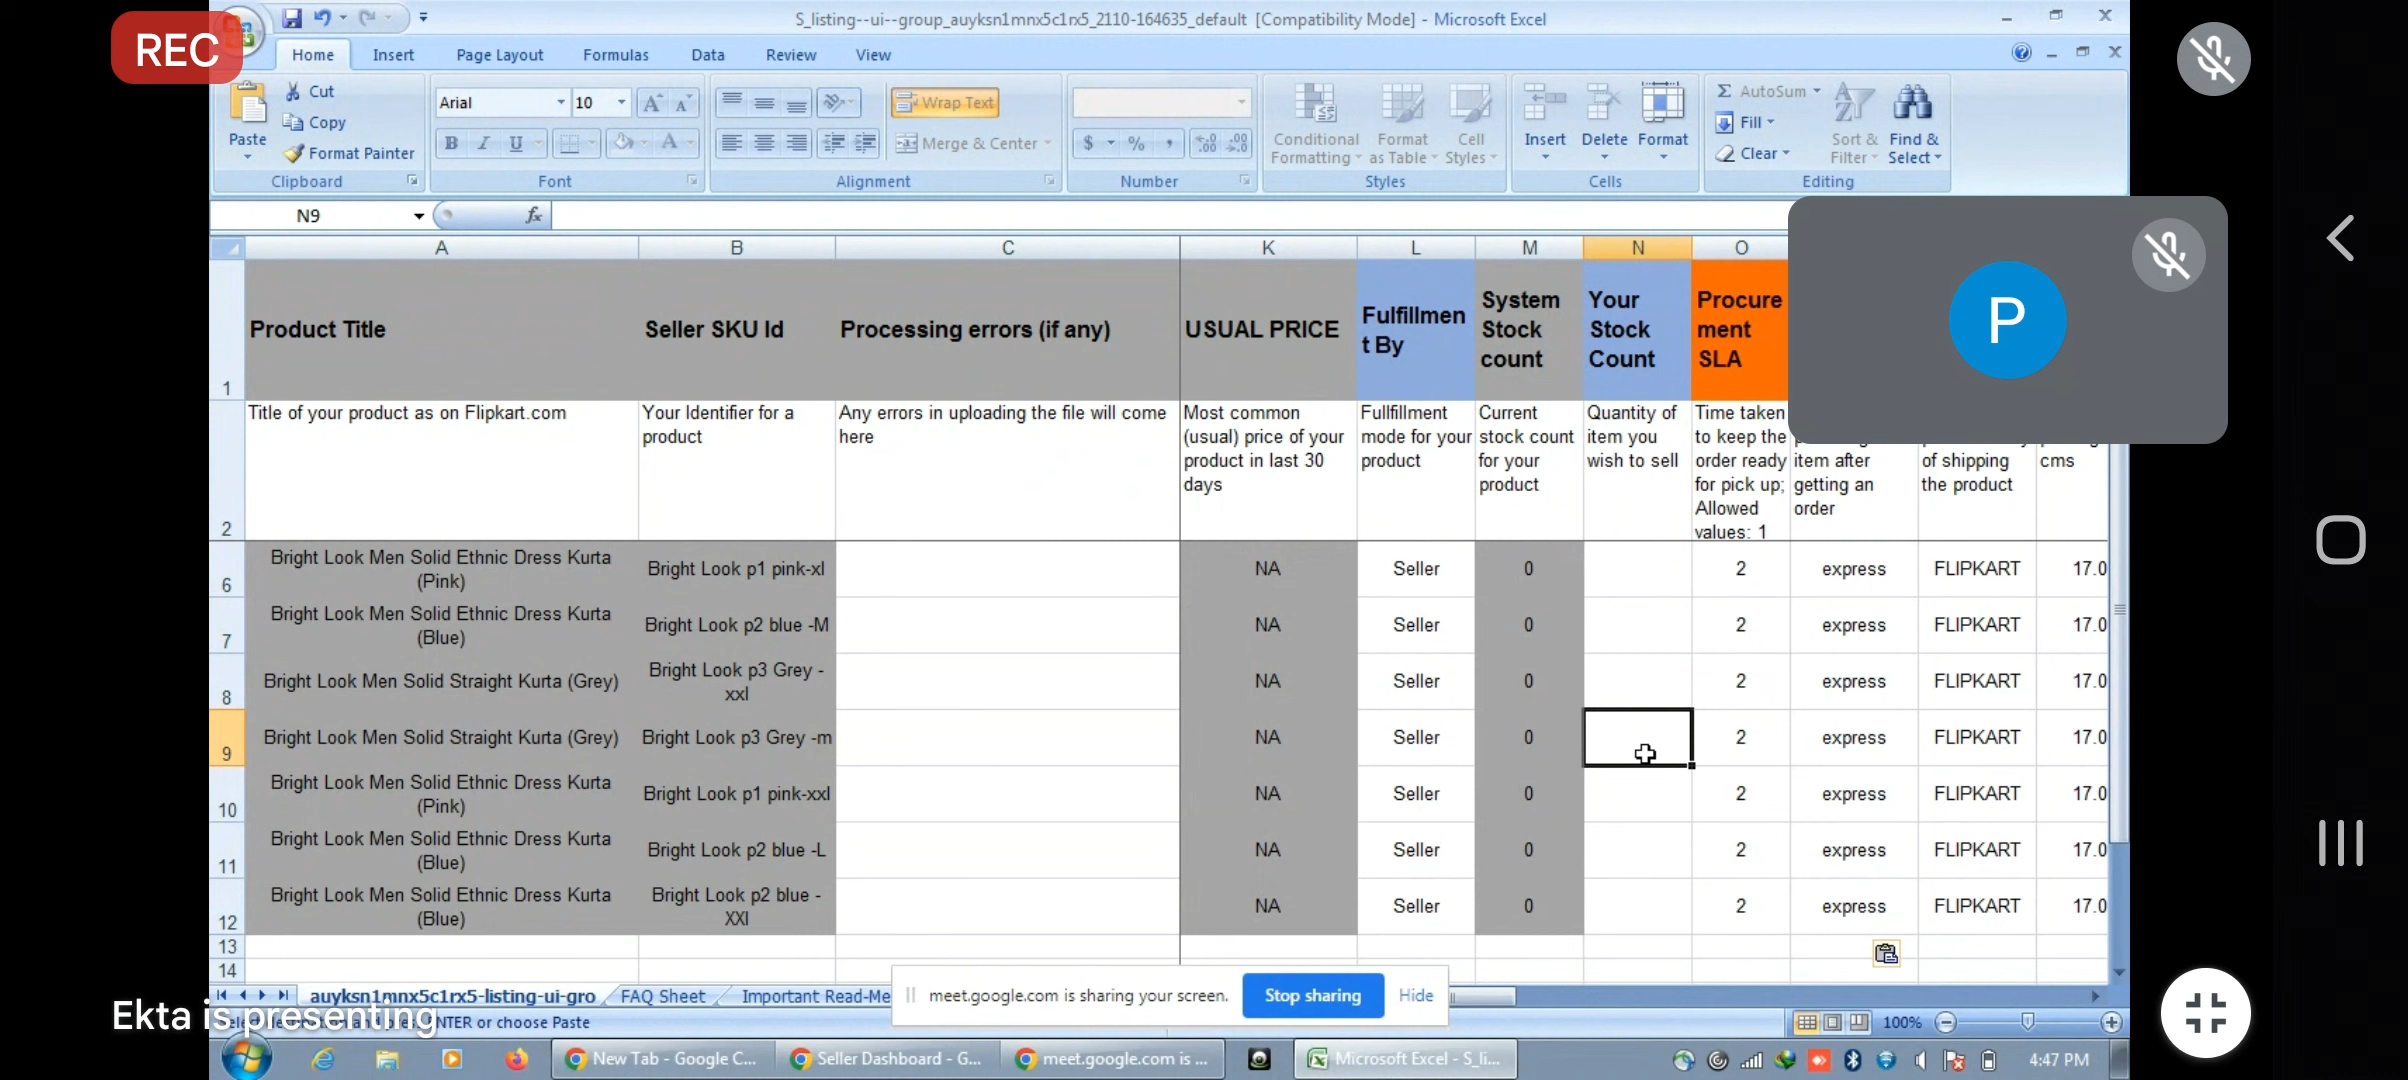 REC
S_listing--ui--group_auyksn1mnx5c1rx5_2110-164635_default [Compatibility Mode] - Microsoft Excel
Home Insert Page Layout Formulas Data Review View
Paste
Cut
Copy
Format Painter
Clipboard
Arial 10
B I U
Font
Wrap Text
Merge & Center
Alignment
$ % ,
Number
Conditional Formatting
Format as Table
Cell Styles
Styles
Insert Delete Format
Cells
Σ AutoSum
Fill
Clear
Sort & Filter
Find & Select
Editing
N9 fx
A B C K L M N O
1
Product Title
Seller SKU Id
Processing errors (if any)
USUAL PRICE
Fulfillmen
t By
System
Stock
count
Your
Stock
Count
Procure
ment
SLA
P
2
Title of your product as on Flipkart.com
Your Identifier for a
product
Any errors in uploading the file will come
here
Most common
(usual) price of your
product in last 30
days
Fullfillment
mode for your
product
Current
stock count
for your
product
Quantity of
item you
wish to sell
Time taken
to keep the
order ready
for pick up;
Allowed
values: 1
item after
getting an
order
of shipping
the product
cms
6 Bright Look Men Solid Ethnic Dress Kurta
(Pink)
Bright Look p1 pink-xl NA Seller 0 2 express FLIPKART 17.0
7 Bright Look Men Solid Ethnic Dress Kurta
(Blue)
Bright Look p2 blue -M NA Seller 0 2 express FLIPKART 17.0
8 Bright Look Men Solid Straight Kurta (Grey)
Bright Look p3 Grey -
xxl
NA Seller 0 2 express FLIPKART 17.0
9 Bright Look Men Solid Straight Kurta (Grey) Bright Look p3 Grey -m NA Seller 0 2 express FLIPKART 17.0
10 Bright Look Men Solid Ethnic Dress Kurta
(Pink)
Bright Look p1 pink-xxl NA Seller 0 2 express FLIPKART 17.0
11 Bright Look Men Solid Ethnic Dress Kurta
(Blue)
Bright Look p2 blue -L NA Seller 0 2 express FLIPKART 17.0
12 Bright Look Men Solid Ethnic Dress Kurta
(Blue)
Bright Look p2 blue -
XXl
NA Seller 0 2 express FLIPKART 17.0
13
14
auyksn1mnx5c1rx5-listing-ui-gro FAQ Sheet Important Read-Me
meet.google.com is sharing your screen. Stop sharing Hide
Ekta is presenting
ENTER or choose Paste
100%
New Tab - Google C... Seller Dashboard - G... meet.google.com is ... Microsoft Excel - S_li... 4:47 PM